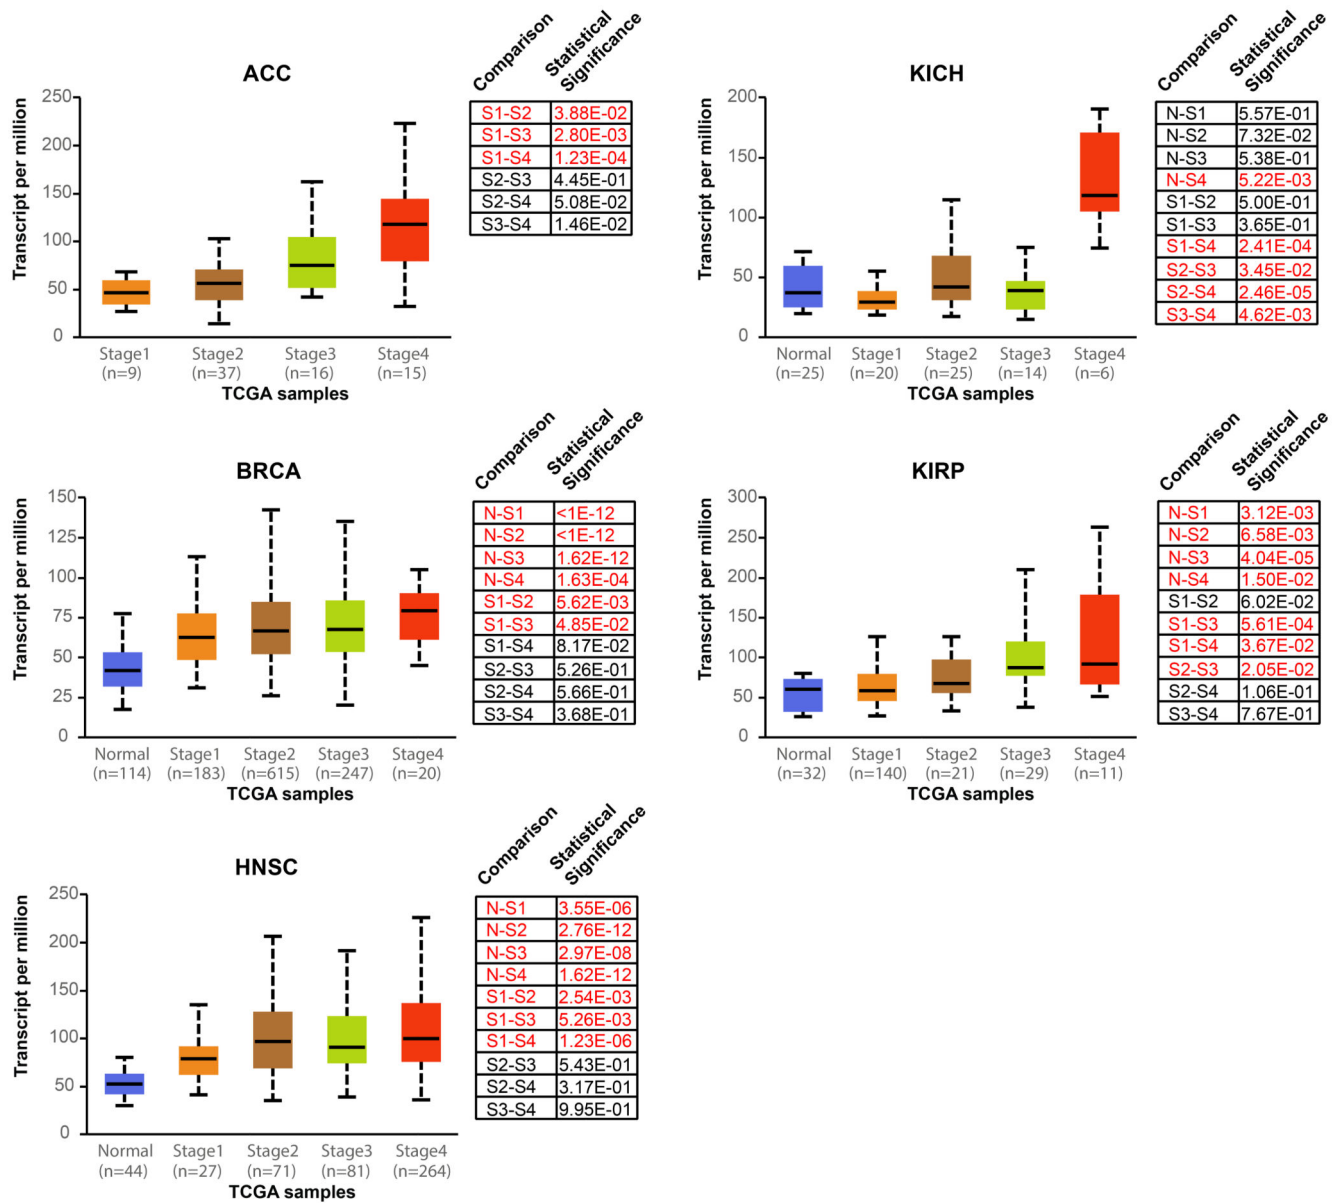 ACC
Comparison
Statistical
Significance
Transcript per million
250
200
150
100
50
0
Stage1 Stage2 Stage3 Stage4
(n=9) (n=37) (n=16) (n=15)
TCGA samples
S1-S2 3.88E-02
S1-S3 2.80E-03
S1-S4 1.23E-04
S2-S3 4.45E-01
S2-S4 5.08E-02
S3-S4 1.46E-02
KICH
Comparison
Statistical
Significance
Transcript per million
200
150
100
50
0
Normal Stage1 Stage2 Stage3 Stage4
(n=25) (n=20) (n=25) (n=14) (n=6)
TCGA samples
N-S1 5.57E-01
N-S2 7.32E-02
N-S3 5.38E-01
N-S4 5.22E-03
S1-S2 5.00E-01
S1-S3 3.65E-01
S1-S4 2.41E-04
S2-S3 3.45E-02
S2-S4 2.46E-05
S3-S4 4.62E-03
BRCA
Comparison
Statistical
Significance
Transcript per million
150
125
100
75
50
25
0
Normal Stage1 Stage2 Stage3 Stage4
(n=114) (n=183) (n=615) (n=247) (n=20)
TCGA samples
N-S1 <1E-12
N-S2 <1E-12
N-S3 1.62E-12
N-S4 1.63E-04
S1-S2 5.62E-03
S1-S3 4.85E-02
S1-S4 8.17E-02
S2-S3 5.26E-01
S2-S4 5.66E-01
S3-S4 3.68E-01
KIRP
Comparison
Statistical
Significance
Transcript per million
300
250
200
150
100
50
0
Normal Stage1 Stage2 Stage3 Stage4
(n=32) (n=140) (n=21) (n=29) (n=11)
TCGA samples
N-S1 3.12E-03
N-S2 6.58E-03
N-S3 4.04E-05
N-S4 1.50E-02
S1-S2 6.02E-02
S1-S3 5.61E-04
S1-S4 3.67E-02
S2-S3 2.05E-02
S2-S4 1.06E-01
S3-S4 7.67E-01
HNSC
Comparison
Statistical
Significance
Transcript per million
250
200
150
100
50
0
Normal Stage1 Stage2 Stage3 Stage4
(n=44) (n=27) (n=71) (n=81) (n=264)
TCGA samples
N-S1 3.55E-06
N-S2 2.76E-12
N-S3 2.97E-08
N-S4 1.62E-12
S1-S2 2.54E-03
S1-S3 5.26E-03
S1-S4 1.23E-06
S2-S3 5.43E-01
S2-S4 3.17E-01
S3-S4 9.95E-01